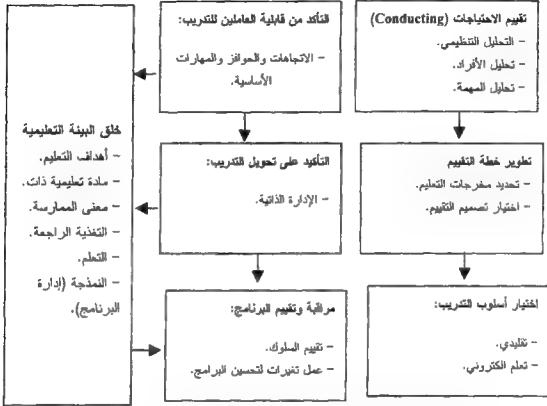 تقييم الاحتياجات (Conducting)
- التحليل التنظيمي.
- تحليل الأفراد.
- تحليل المهمة.
تطوير خطة التقييم
- تحديد مخرجات التعليم.
- اختيار تصميم التقييم.
اختيار أسلوب التدريب:
- تقليدي.
- تعلم الكتروني.
التأكد من قابلية العاملين للتدريب:
- الاتجاهات والحوافز والمهارات
الأساسية.
التأكيد على تحويل التدريب:
- الإدارة الذاتية.
مراقبة وتقييم البرنامج:
- تقييم السلوك.
- عمل تغيرات لتحسين البرامج.
خلق البيئة التعليمية
- أهداف التعليم.
- مادة تعليمية ذات.
- معنى الممارسة.
- التغذية الراجعة.
- التعلم.
- النمذجة (إدارة
البرنامج).